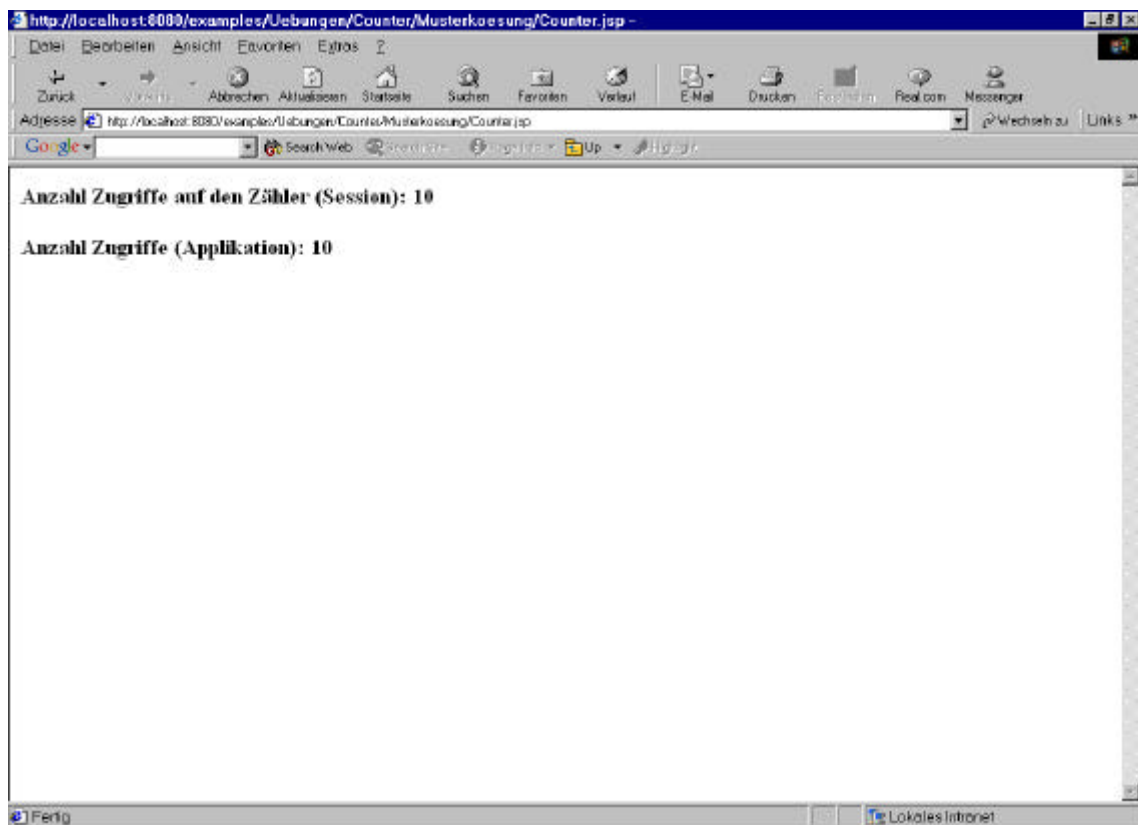 http://localhost:8080/examples/Uebungen/Counter/Musterkoesung/Counter.jsp -
Datei Bearbeiten Ansicht Favoriten Extras ?
Zurück Abbrechen Aktualisieren Startseite Suchen Favoriten Verlauf E-Mail Drucken Real.com Messenger
Adresse http://localhost:8080/examples/Uebungen/Counter/Musterkoesung/Counter.jsp Wechseln zu Links »
Google Search Web Up
Anzahl Zugriffe auf den Zähler (Session): 10
Anzahl Zugriffe (Applikation): 10
Fertig Lokales Intranet